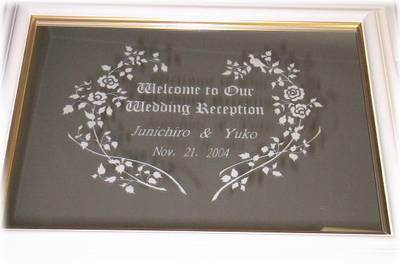 Welcome to Our
Wedding Reception
Junichiro & Yuko
Nov. 21. 2004